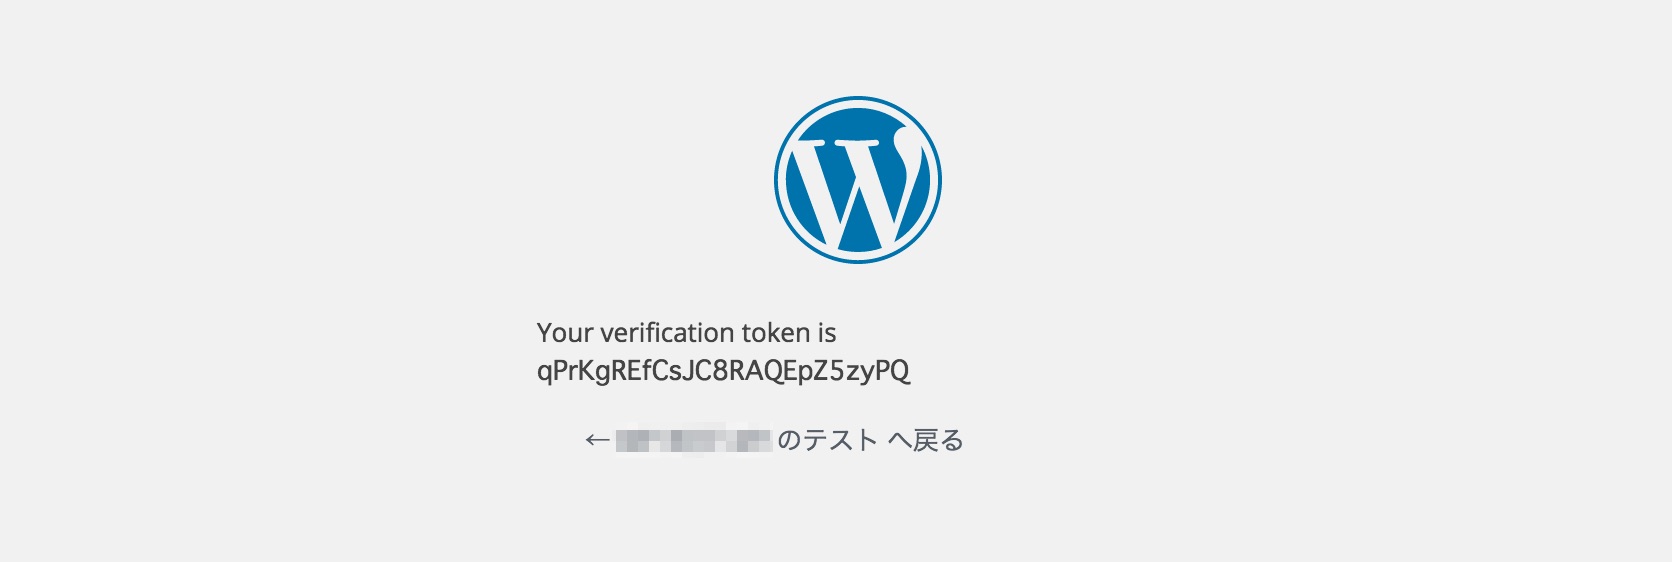 Your verification token is
qPrKgREfCsJC8RAQEpZ5zyPQ
← のテスト へ戻る